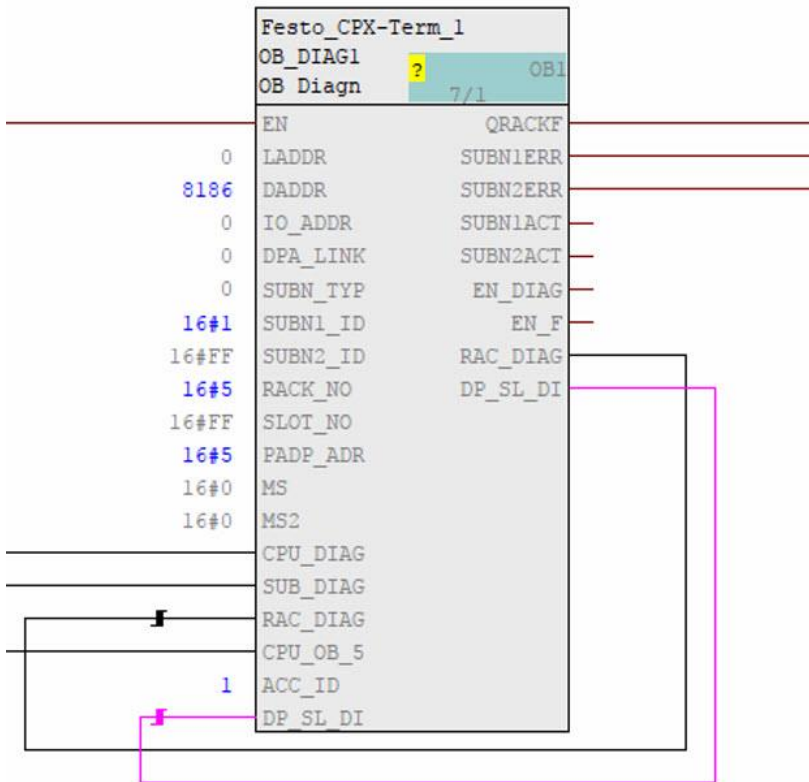 Festo_CPX-Term_1
OB_DIAG1
? OB1
OB Diagn
7/1
EN QRACKF
0 LADDR SUBN1ERR
8186 DADDR SUBN2ERR
0 IO_ADDR SUBN1ACT
0 DPA_LINK SUBN2ACT
0 SUBN_TYP EN_DIAG
16#1 SUBN1_ID EN_F
16#FF SUBN2_ID RAC_DIAG
16#5 RACK_NO DP_SL_DI
16#FF SLOT_NO
16#5 PADP_ADR
16#0 MS
16#0 MS2
CPU_DIAG
SUB_DIAG
RAC_DIAG
CPU_OB_5
1 ACC_ID
DP_SL_DI